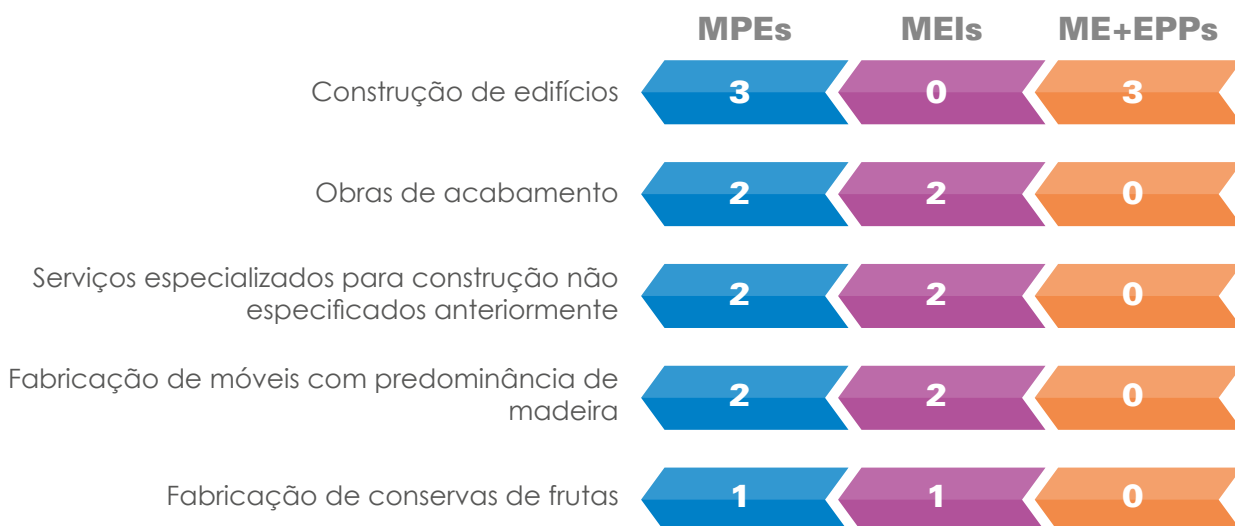 MPEs MEIs ME+EPPs
Construção de edifícios 3 0 3
Obras de acabamento 2 2 0
Serviços especializados para construção não
especificados anteriormente 2 2 0
Fabricação de móveis com predominância de
madeira 2 2 0
Fabricação de conservas de frutas 1 1 0